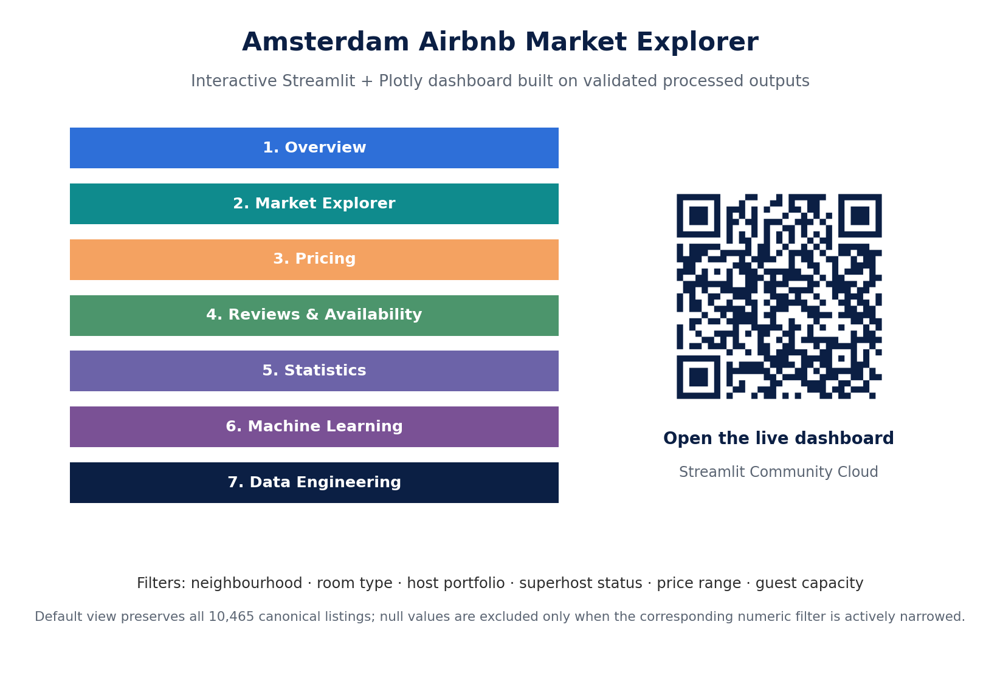 Amsterdam Airbnb Market Explorer
Interactive Streamlit + Plotly dashboard built on validated processed outputs
1. Overview
2. Market Explorer
3. Pricing
4. Reviews & Availability
5. Statistics
6. Machine Learning
7. Data Engineering
Open the live dashboard
Streamlit Community Cloud
Filters: neighbourhood · room type · host portfolio · superhost status · price range · guest capacity
Default view preserves all 10,465 canonical listings; null values are excluded only when the corresponding numeric filter is actively narrowed.